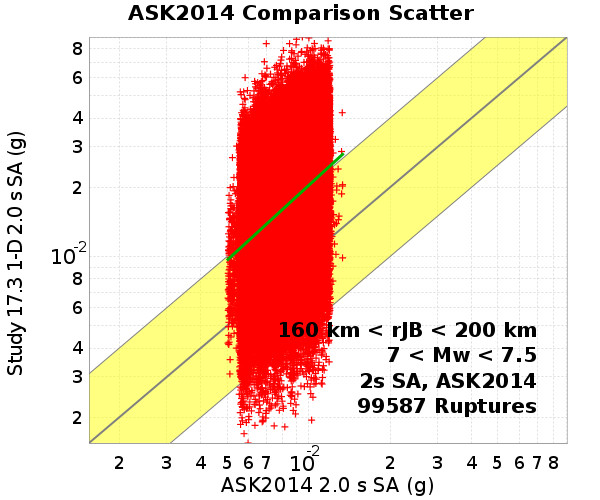 ASK2014 Comparison Scatter
Study 17.3 1-D 2.0 s SA (g)
8
6
4
3
2
10-2
8
6
4
3
2
160 km < rJB < 200 km
7 < Mw < 7.5
2s SA, ASK2014
99587 Ruptures
2 3 4 5 6 7 10-2 2 3 4 5 6 7 8
ASK2014 2.0 s SA (g)